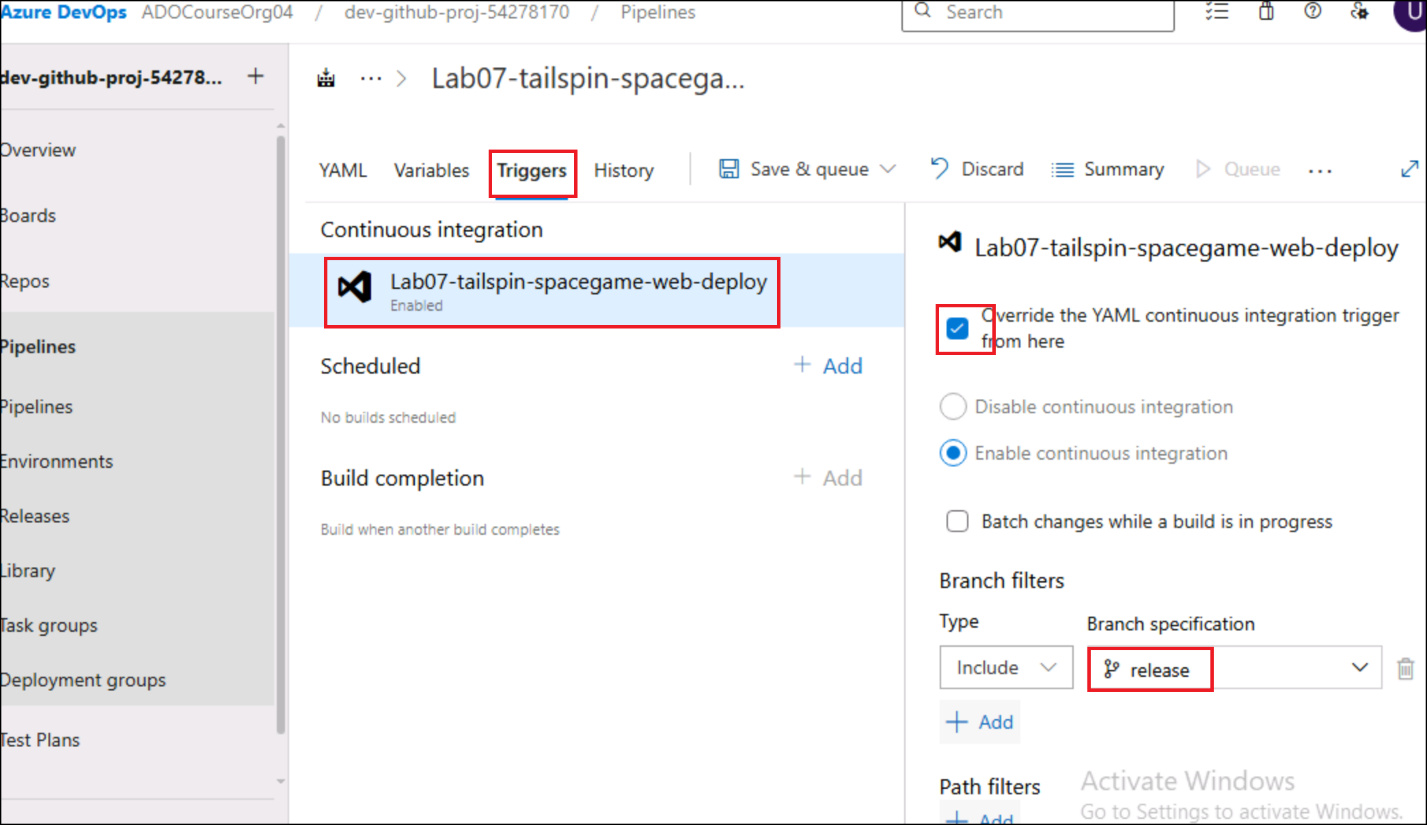 Azure DevOps ADOCourseOrg04 / dev-github-proj-54278170 / Pipelines Search U
dev-github-proj-54278... +
Overview
Boards
Repos
Pipelines
Pipelines
Environments
Releases
Library
Task groups
Deployment groups
Test Plans
... > Lab07-tailspin-spacega...
YAML Variables Triggers History Save & queue Discard Summary Queue ...
Continuous integration
Lab07-tailspin-spacegame-web-deploy
Enabled
Scheduled + Add
No builds scheduled
Build completion + Add
Build when another build completes
Lab07-tailspin-spacegame-web-deploy
Override the YAML continuous integration trigger
from here
Disable continuous integration
Enable continuous integration
Batch changes while a build is in progress
Branch filters
Type Branch specification
Include release
+ Add
Path filters
+ Add
Activate Windows
Go to Settings to activate Windows.